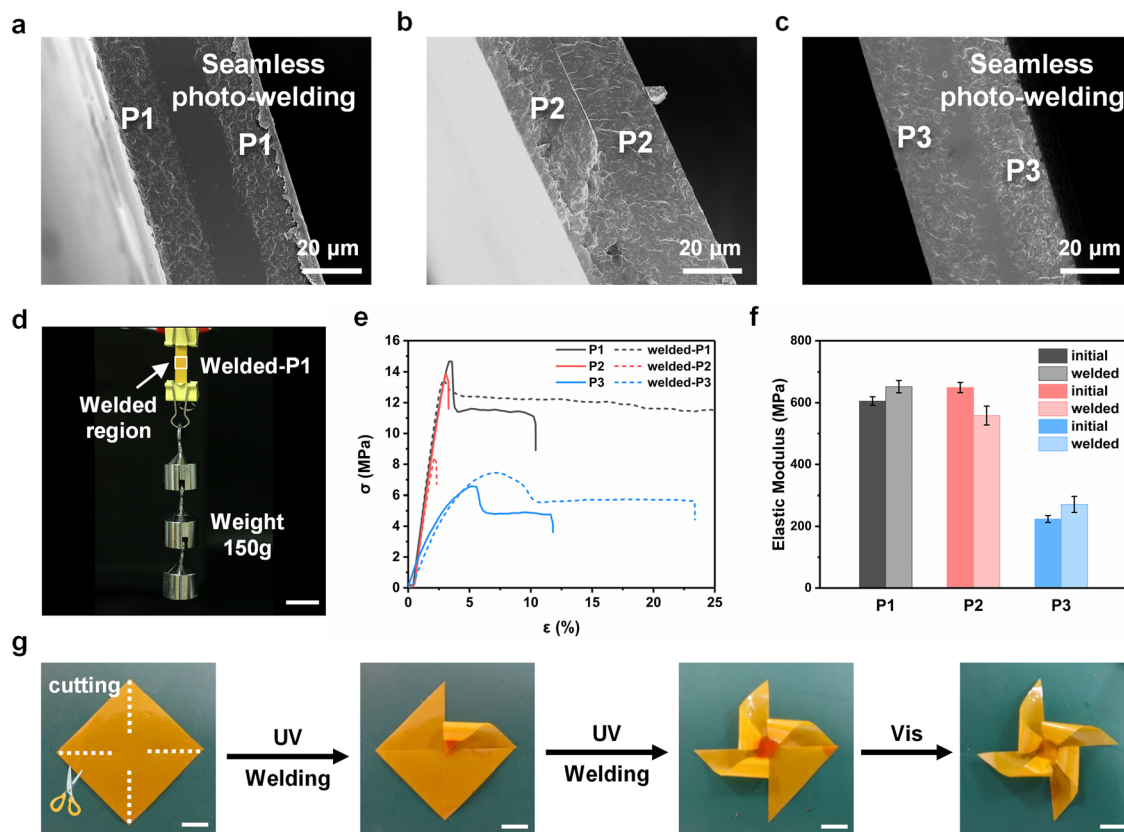 a
Seamless
photo-welding
P1
P1
20 µm
b
P2
P2
20 µm
c
Seamless
photo-welding
P3
P3
20 µm
d
Welded-P1
Welded
region
Weight
150g
e
σ (MPa)
16
14
12
10
8
6
4
2
0
P1
P2
P3
welded-P1
welded-P2
welded-P3
0 5 10 15 20 25
ε (%)
f
Elastic Modulus (MPa)
800
600
400
200
0
initial
welded
initial
welded
initial
welded
P1 P2 P3
g
cutting
UV
Welding
UV
Welding
Vis